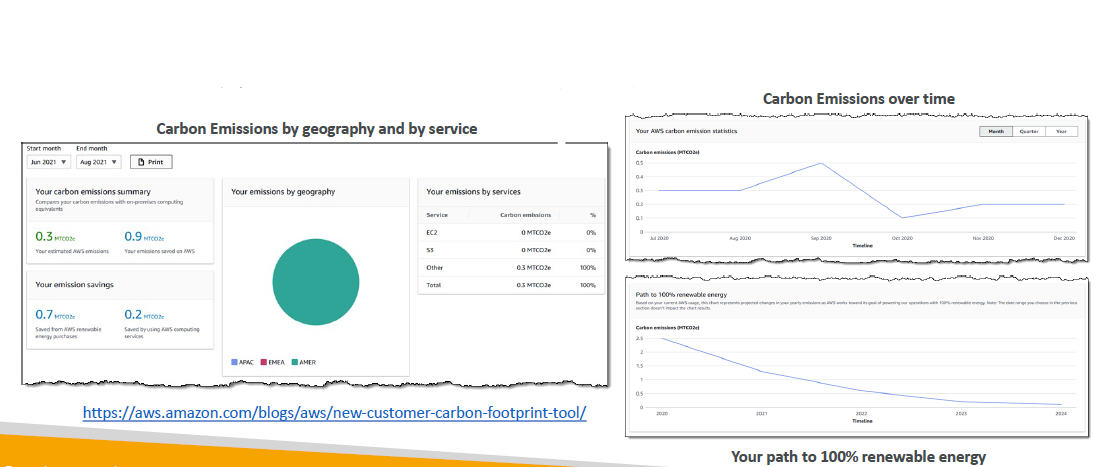 Carbon Emissions by geography and by service
Start month End month
Jun 2021 ▼ Aug 2021 ▼ Print
Your carbon emissions summary
Compares your carbon emissions with on-premises computing
equivalents
0.3 MTCO2e 0.9 MTCO2e
Your estimated AWS emissions Your emissions saved on AWS
Your emission savings
0.7 MTCO2e 0.2 MTCO2e
Saved from AWS renewable Saved by using AWS computing
energy purchases services
Your emissions by geography
APAC EMEA AMER
Your emissions by services
Service Carbon emissions %
EC2 0 MTCO2e 0%
S3 0 MTCO2e 0%
Other 0.3 MTCO2e 100%
Total 0.3 MTCO2e 100%
https://aws.amazon.com/blogs/aws/new-customer-carbon-footprint-tool/
Carbon Emissions over time
Your AWS carbon emission statistics
Month Quarter Year
Carbon emissions (MTCO2e)
0.5
0.4
0.3
0.2
0.1
0
Jul 2020 Aug 2020 Sep 2020 Oct 2020 Nov 2020 Dec 2020
Timeline
Path to 100% renewable energy
Based on your current AWS usage, this chart represents projected changes in your yearly emissions as AWS works toward its goal of powering our operations with 100% renewable energy. Note: The date range you choose in the previous
section doesn't impact the chart results.
Carbon emissions (MTCO2e)
2.5
2
1.5
1
0.5
0
2020 2021 2022 2023 2024
Timeline
Your path to 100% renewable energy